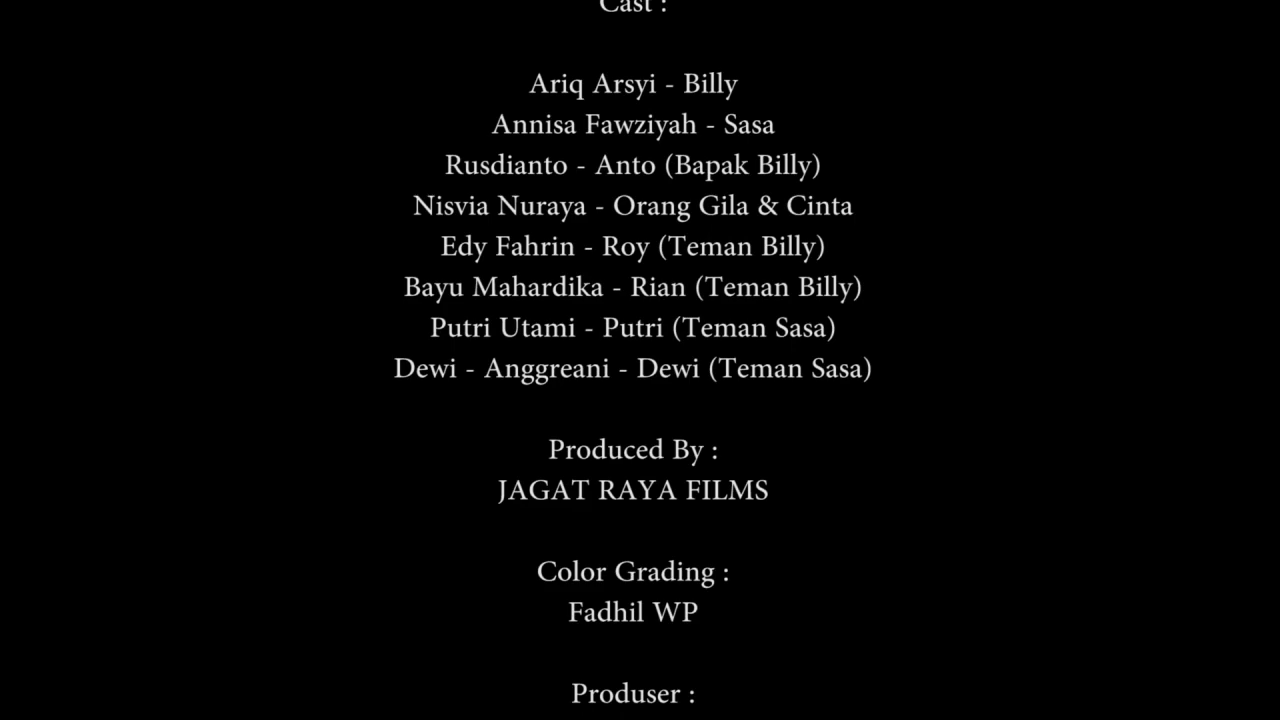 Cast :
Ariq Arsyi - Billy
Annisa Fawziyah - Sasa
Rusdianto - Anto (Bapak Billy)
Nisvia Nuraya - Orang Gila & Cinta
Edy Fahrin - Roy (Teman Billy)
Bayu Mahardika - Rian (Teman Billy)
Putri Utami - Putri (Teman Sasa)
Dewi - Anggreani - Dewi (Teman Sasa)
Produced By :
JAGAT RAYA FILMS
Color Grading :
Fadhil WP
Produser :